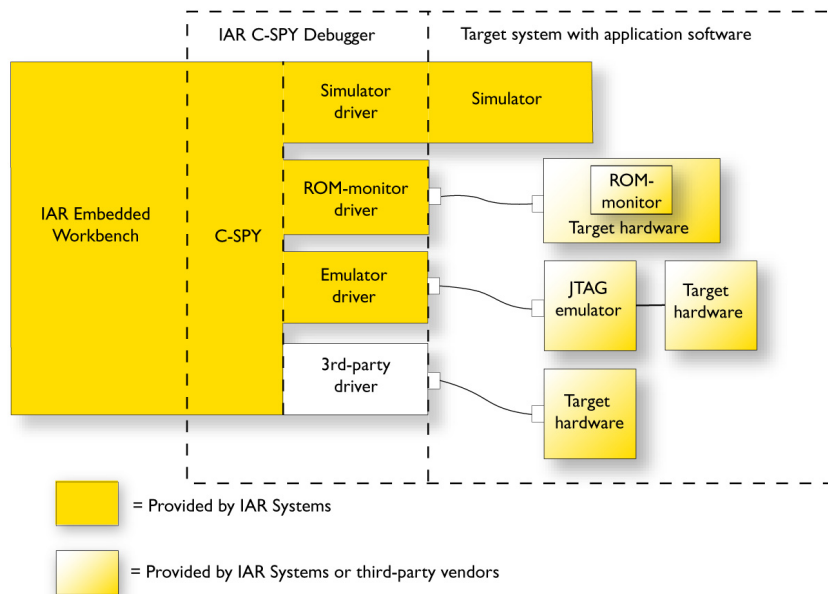 IAR C-SPY Debugger
Target system with application software
Simulator
driver
Simulator
IAR Embedded
Workbench
C-SPY
ROM-monitor
driver
ROM-
monitor
Target hardware
Emulator
driver
JTAG
emulator
Target
hardware
3rd-party
driver
Target
hardware
= Provided by IAR Systems
= Provided by IAR Systems or third-party vendors